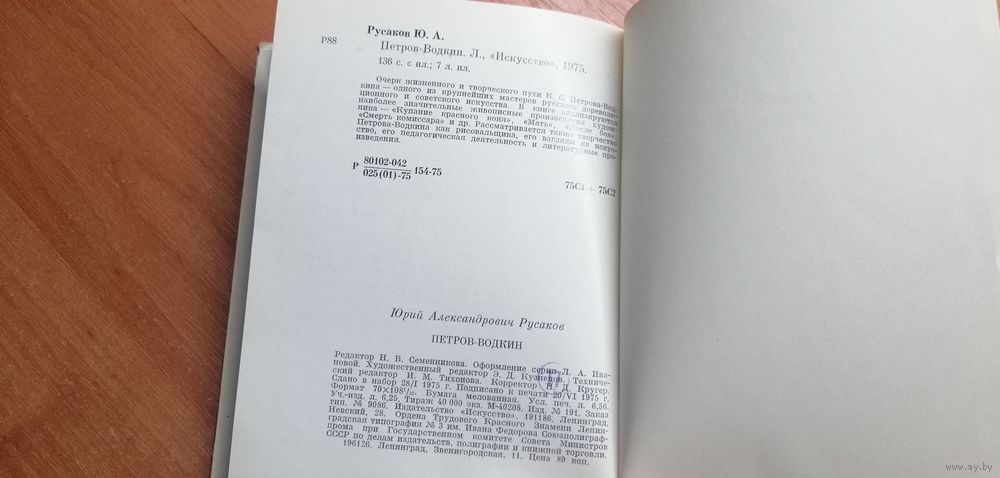 Русаков Ю. А.
Р88
Петров-Водкин. Л., «Искусство», 1975.
136 с. с ил.; 7 л. ил.
Очерк жизненного и творческого пути К. С. Петрова-Вод-
кина — одного из крупнейших мастеров русского дореволю-
ционного и советского искусства. В книге анализируются
наиболее значительные живописные произведения худож-
ника — «Купание красного коня», «Мать», «После боя»,
«Смерть комиссара» и др. Рассматривается также творчество
Петрова-Водкина как рисовальщика, его взгляды на искус-
ство, его педагогическая деятельность и литературные про-
изведения.
Р 80102-042
025(01)-75 154-75
75С1 + 75С2
Юрий Александрович Русаков
ПЕТРОВ-ВОДКИН
Редактор Н. В. Семенникова. Оформление серии Л. А. Ива-
новой. Художественный редактор Э. Д. Кузнецов. Техниче-
ский редактор И. М. Тихонова. Корректор Н. Д. Кругер.
Сдано в набор 28/I 1975 г. Подписано к печати 20/VI 1975 г.
Формат 70×108 1/32. Бумага мелованная. Усл. печ. л. 6,56.
Уч.-изд. л. 6,25. Тираж 40 000 экз. М-40208. Изд. № 191. Заказ
тип. № 9086. Издательство «Искусство». 191186. Ленинград,
Невский, 28. Ордена Трудового Красного Знамени Ленин-
градская типография № 3 им. Ивана Федорова Союзполиграф-
прома при Государственном комитете Совета Министров
СССР по делам издательств, полиграфии и книжной торговли.
196126. Ленинград, Звенигородская, 11. Цена 89 коп.
www.ay.by